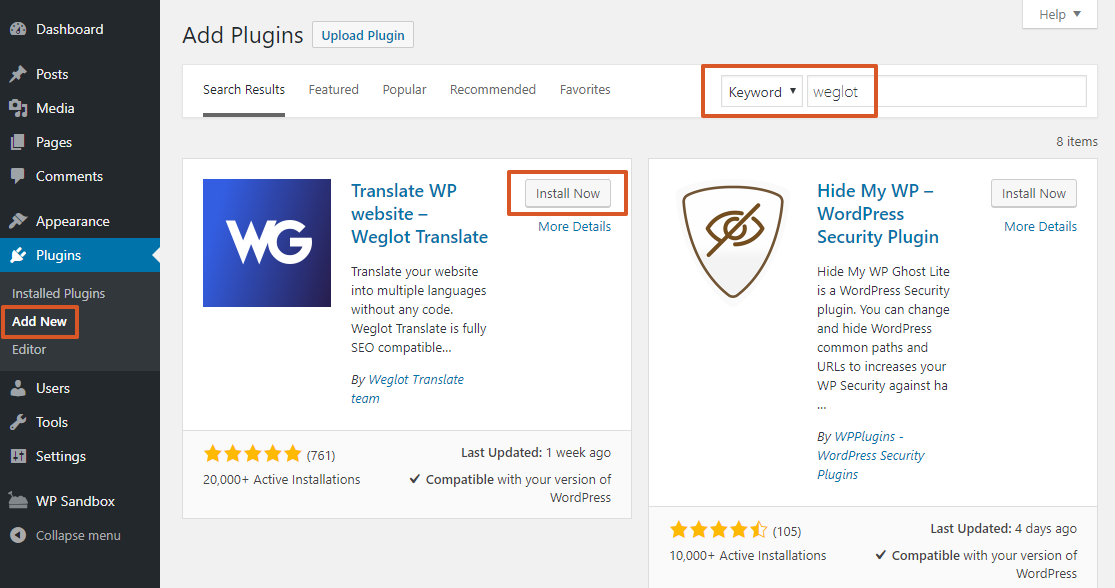 Dashboard
Posts
Media
Pages
Comments
Appearance
Plugins
Installed Plugins
Add New
Editor
Users
Tools
Settings
WP Sandbox
Collapse menu
Help
Add Plugins
Upload Plugin
Search Results
Featured
Popular
Recommended
Favorites
Keyword
weglot
8 items
WG
Translate WP
website –
Weglot Translate
Install Now
More Details
Translate your website
into multiple languages
without any code.
Weglot Translate is fully
SEO compatible...
By Weglot Translate
team
(761)
20,000+ Active Installations
Last Updated: 1 week ago
Compatible with your version of
WordPress
Hide My WP –
WordPress
Security Plugin
Install Now
More Details
Hide My WP Ghost Lite
is a WordPress Security
plugin. You can change
and hide WordPress
common paths and
URLs to increases your
WP Security against ha
...
By WPPlugins -
WordPress Security
Plugins
(105)
10,000+ Active Installations
Last Updated: 4 days ago
Compatible with your version of
WordPress